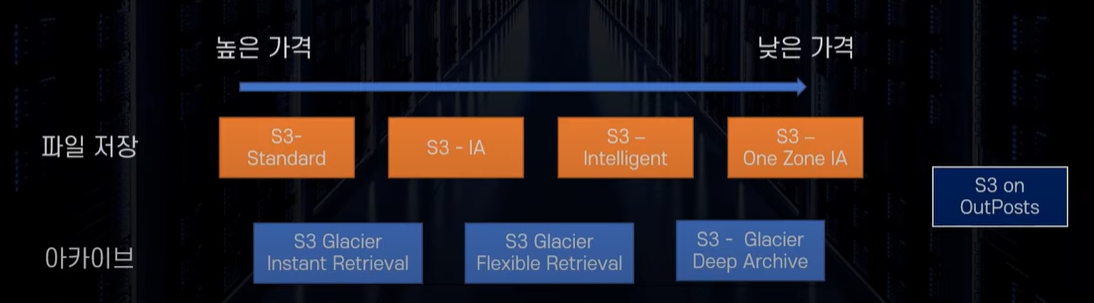 높은 가격
낮은 가격
파일 저장
S3-
Standard
S3 - IA
S3 –
Intelligent
S3 –
One Zone IA
S3 on
OutPosts
아카이브
S3 Glacier
Instant Retrieval
S3 Glacier
Flexible Retrieval
S3 - Glacier
Deep Archive